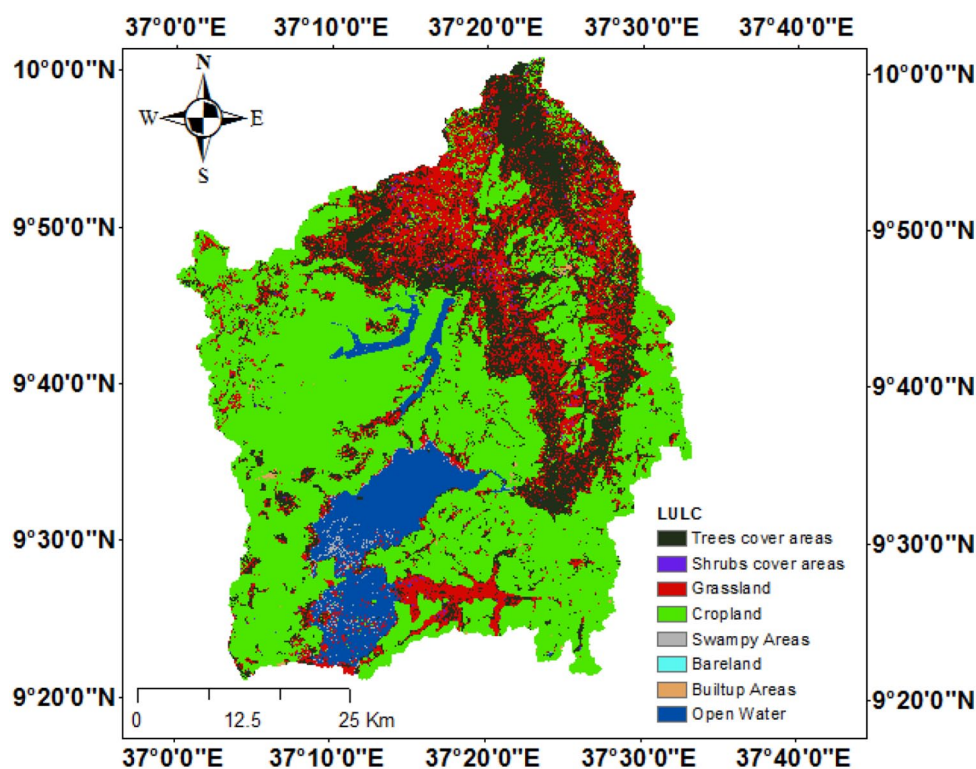 37°0'0"E 37°10'0"E 37°20'0"E 37°30'0"E 37°40'0"E
10°0'0"N 10°0'0"N
N
W E
S
9°50'0"N 9°50'0"N
9°40'0"N 9°40'0"N
9°30'0"N 9°30'0"N
9°20'0"N 9°20'0"N
LULC
Trees cover areas
Shrubs cover areas
Grassland
Cropland
Swampy Areas
Bareland
Builtup Areas
Open Water
0 12.5 25 Km
37°0'0"E 37°10'0"E 37°20'0"E 37°30'0"E 37°40'0"E